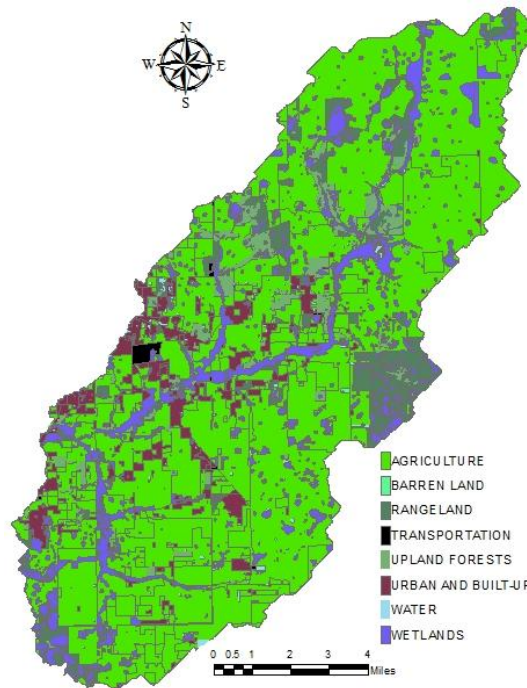 N
W E
S
AGRICULTURE
BARREN LAND
RANGELAND
TRANSPORTATION
UPLAND FORESTS
URBAN AND BUILT-UP
WATER
WETLANDS
0 0.5 1 2 3 4
Miles